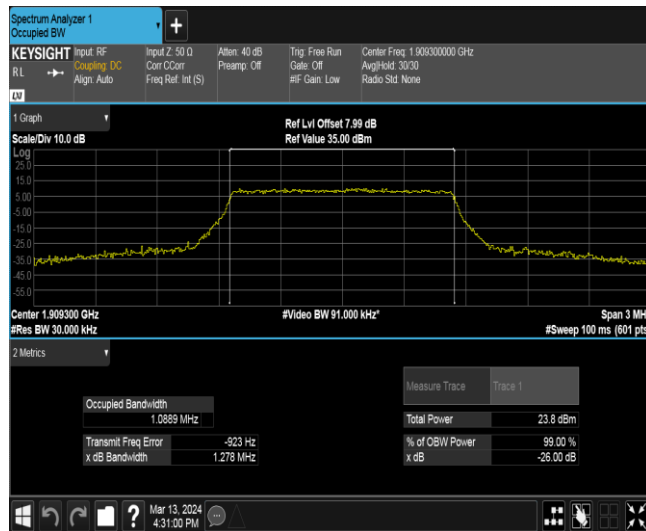 Spectrum Analyzer 1
Occupied BW
KEYSIGHT
RL
LXI
Input: RF
Coupling: DC
Align: Auto
Input Z: 50 Ω
Corr CCorr
Freq Ref: Int (S)
Atten: 40 dB
Preamp: Off
Trig: Free Run
Gate: Off
#IF Gain: Low
Center Freq: 1.909300000 GHz
Avg|Hold: 30/30
Radio Std: None
1 Graph
Scale/Div 10.0 dB
Ref Lvl Offset 7.99 dB
Ref Value 35.00 dBm
Log
25.0
15.0
5.00
-5.00
-15.0
-25.0
-35.0
-45.0
-55.0
Center 1.909300 GHz
#Res BW 30.000 kHz
#Video BW 91.000 kHz*
Span 3 MH
#Sweep 100 ms (601 pts
2 Metrics
Measure Trace Trace 1
Occupied Bandwidth
1.0889 MHz
Total Power 23.8 dBm
Transmit Freq Error -923 Hz
% of OBW Power 99.00 %
x dB Bandwidth 1.278 MHz
x dB -26.00 dB
?
Mar 13, 2024
4:31:00 PM